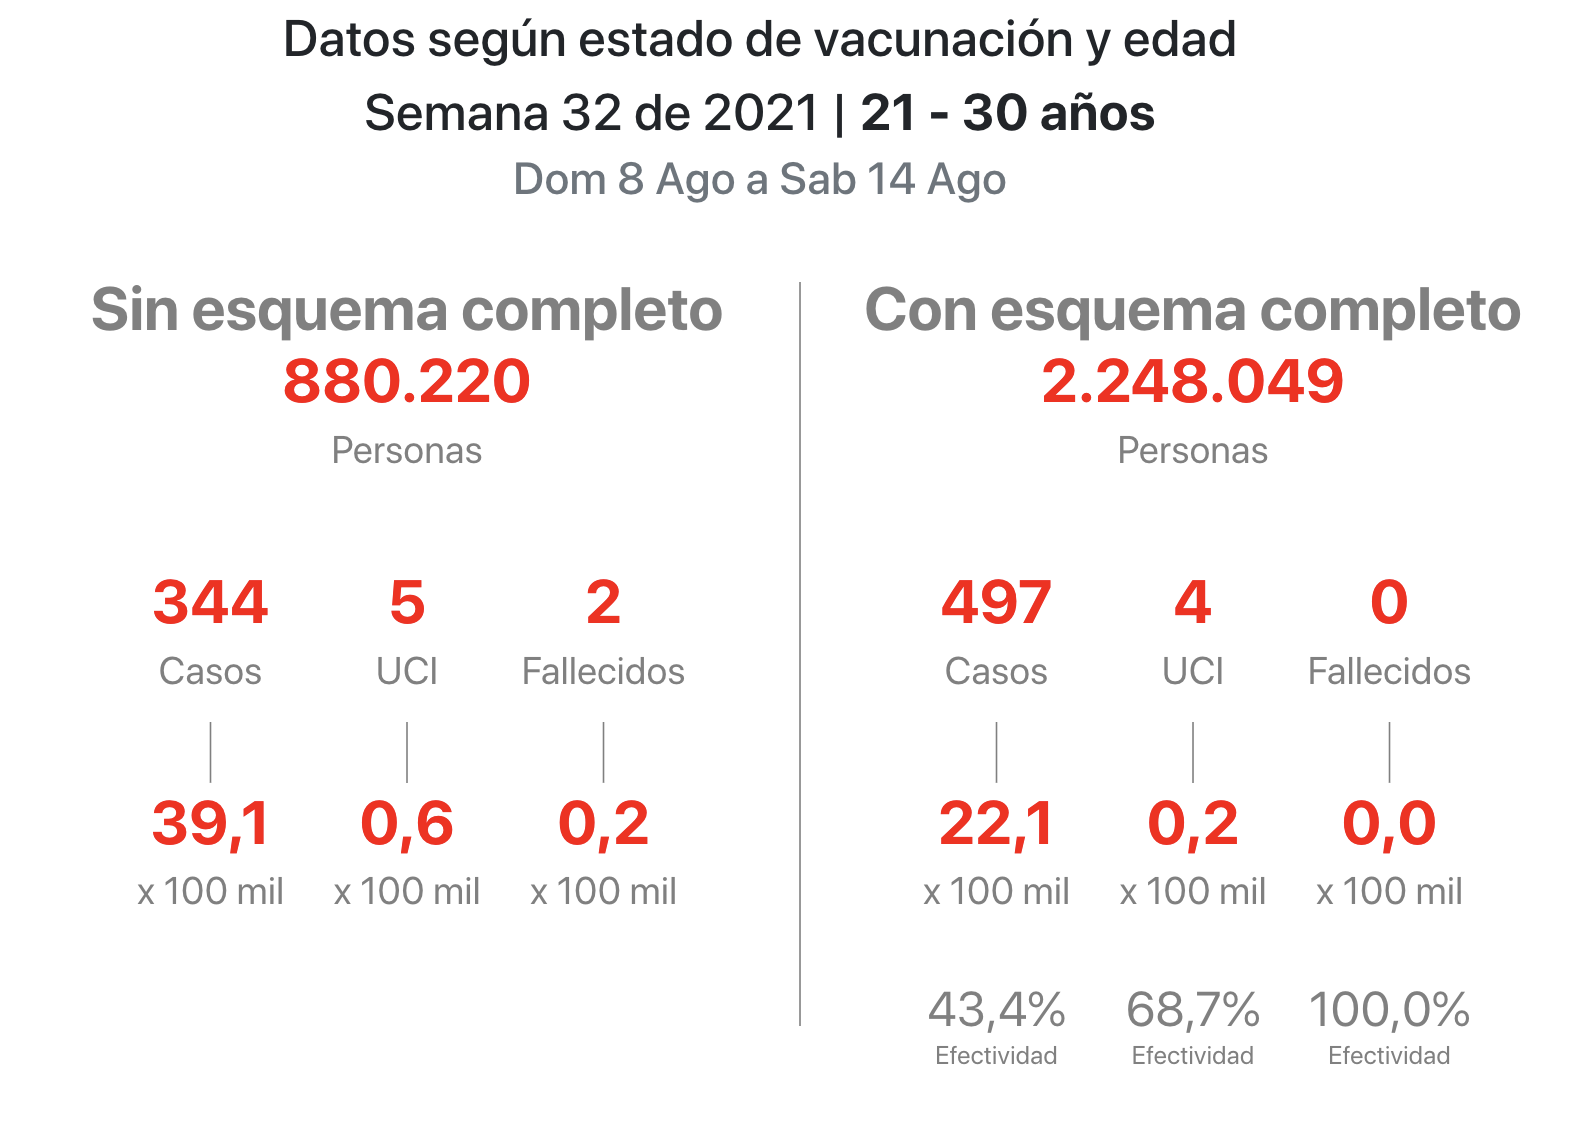 Datos según estado de vacunación y edad
Semana 32 de 2021 | 21 - 30 años
Dom 8 Ago a Sab 14 Ago
Sin esquema completo
880.220
Personas
344 5 2
Casos UCI Fallecidos
39,1 0,6 0,2
x 100 mil x 100 mil x 100 mil
Con esquema completo
2.248.049
Personas
497 4 0
Casos UCI Fallecidos
22,1 0,2 0,0
x 100 mil x 100 mil x 100 mil
43,4% 68,7% 100,0%
Efectividad Efectividad Efectividad